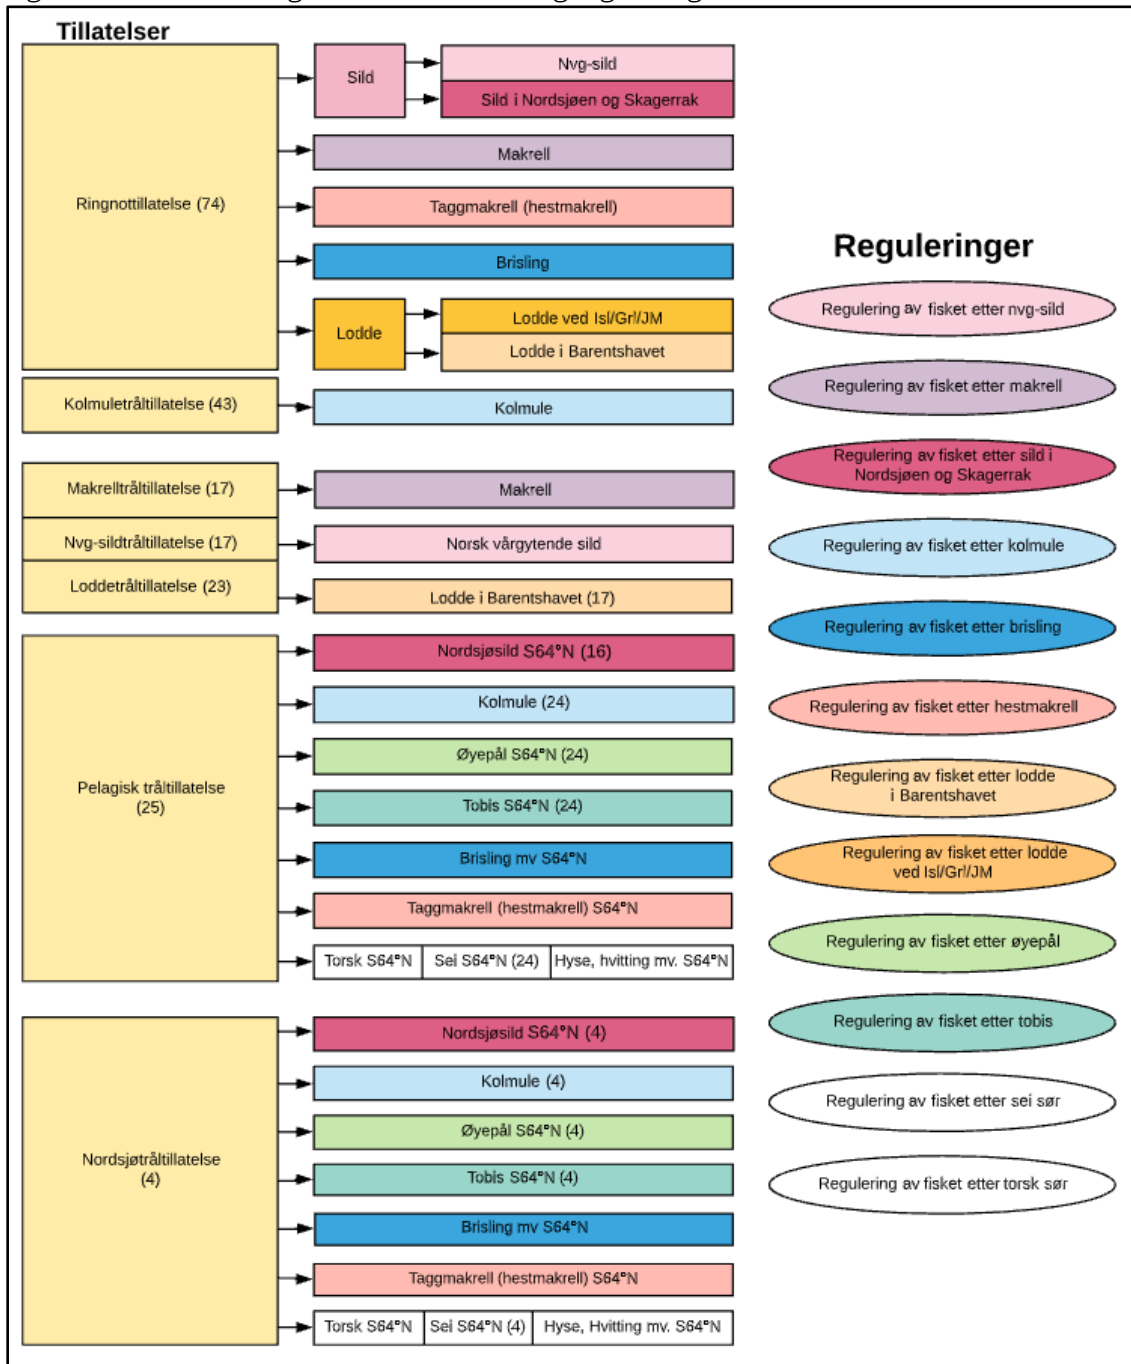 Tillatelser
Ringnottillatelse (74)
Sild
Nvg-sild
Sild i Nordsjøen og Skagerrak
Makrell
Taggmakrell (hestmakrell)
Brisling
Lodde
Lodde ved Isl/Grl/JM
Lodde i Barentshavet
Kolmuletråltillatelse (43)
Kolmule
Makrelltråltillatelse (17)
Makrell
Nvg-sildtråltillatelse (17)
Norsk vårgytende sild
Loddetråltillatelse (23)
Lodde i Barentshavet (17)
Pelagisk tråltillatelse
(25)
Nordsjøsild S64°N (16)
Kolmule (24)
Øyepål S64°N (24)
Tobis S64°N (24)
Brisling mv S64°N
Taggmakrell (hestmakrell) S64°N
Torsk S64°N
Sei S64°N (24)
Hyse, hvitting mv. S64°N
Nordsjøtråltillatelse
(4)
Nordsjøsild S64°N (4)
Kolmule (4)
Øyepål S64°N (4)
Tobis S64°N (4)
Brisling mv S64°N
Taggmakrell (hestmakrell) S64°N
Torsk S64°N
Sei S64°N (4)
Hyse, Hvitting mv. S64°N
Reguleringer
Regulering av fisket etter nvg-sild
Regulering av fisket etter makrell
Regulering av fisket etter sild i
Nordsjøen og Skagerrak
Regulering av fisket etter kolmule
Regulering av fisket etter brisling
Regulering av fisket etter hestmakrell
Regulering av fisket etter lodde
i Barentshavet
Regulering av fisket etter lodde
ved Isl/Grl/JM
Regulering av fisket etter øyepål
Regulering av fisket etter tobis
Regulering av fisket etter sei sør
Regulering av fisket etter torsk sør